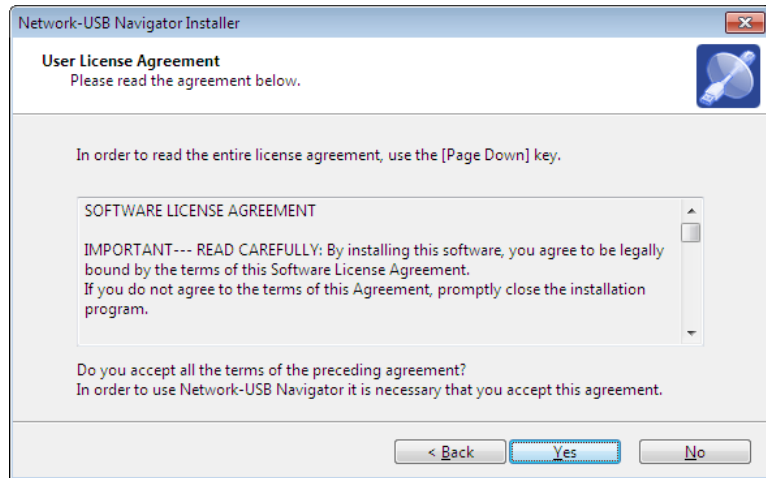 Network-USB Navigator Installer
User License Agreement
Please read the agreement below.
In order to read the entire license agreement, use the [Page Down] key.
SOFTWARE LICENSE AGREEMENT
IMPORTANT--- READ CAREFULLY: By installing this software, you agree to be legally
bound by the terms of this Software License Agreement.
If you do not agree to the terms of this Agreement, promptly close the installation
program.
Do you accept all the terms of the preceding agreement?
In order to use Network-USB Navigator it is necessary that you accept this agreement.
< Back
Yes
No